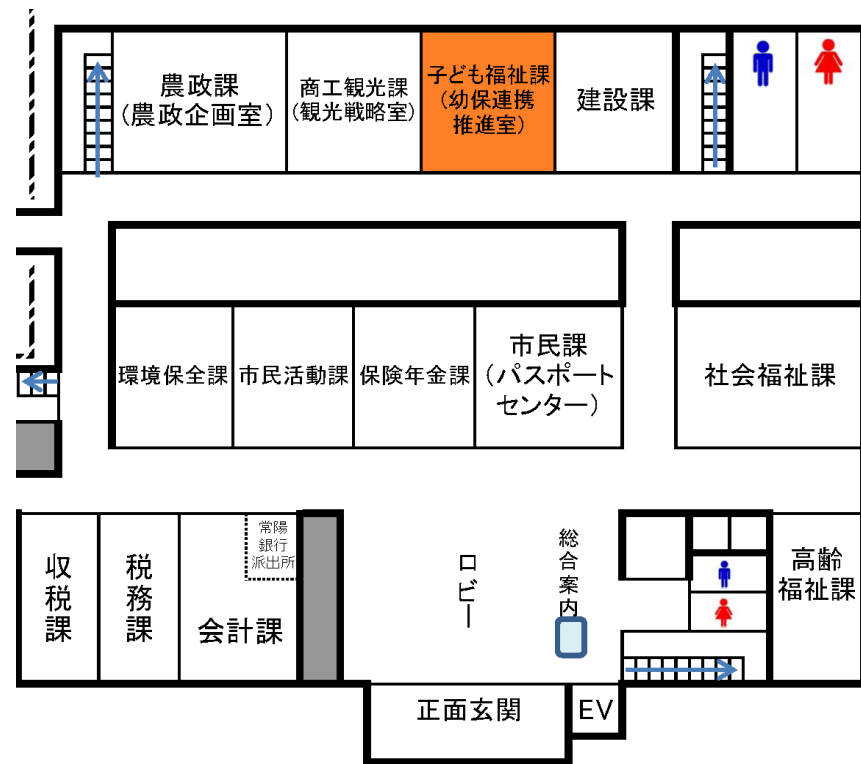 農政課
(農政企画室)
商工観光課
(観光戦略室)
子ども福祉課
(幼保連携
推進室)
建設課
環境保全課
市民活動課
保険年金課
市民課
(パスポート
センター)
社会福祉課
収税課
税務課
会計課
常陽
銀行
派出所
ロビー
総合案内
高齢
福祉課
正面玄関
EV